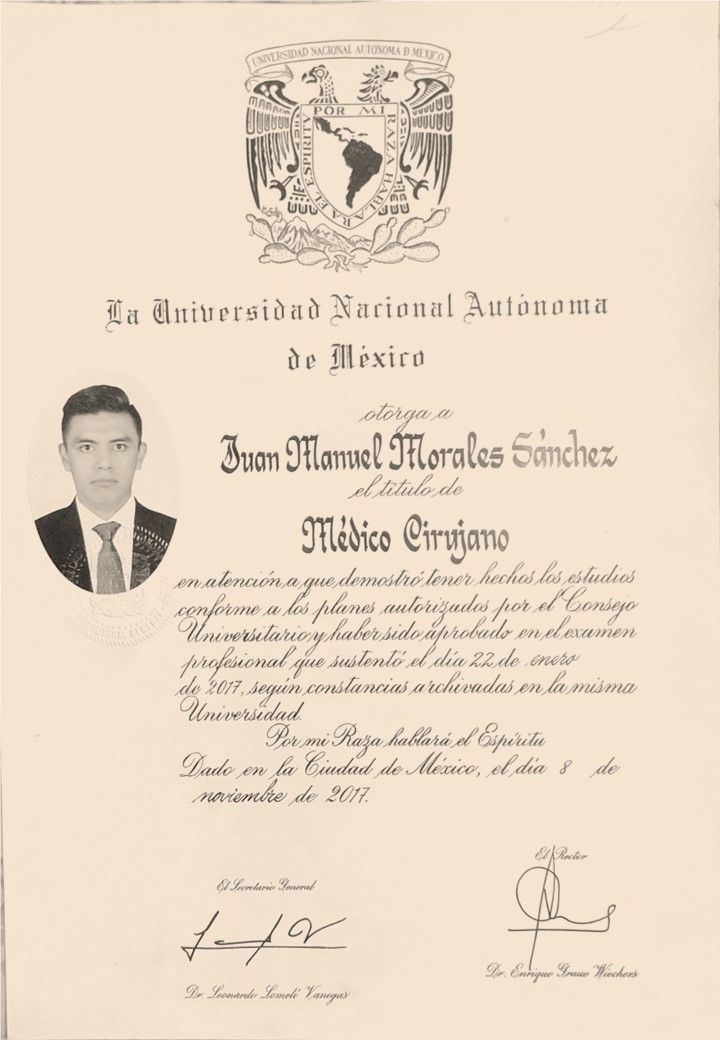 UNIVERSIDAD NACIONAL AUTONOMA D MEXICO
POR MI RAZA HABLARA EL ESPIRITU
La Universidad Nacional Autónoma
de México
otorga a
Juan Manuel Morales Sánchez
el título de
Médico Cirujano
en atención a que demostró tener hechos los estudios
conforme a los planes autorizados por el Consejo
Universitario y haber sido aprobado en el examen
profesional que sustentó el día 22 de enero
de 2017, según constancias archivadas en la misma
Universidad.
Por mi Raza hablará el Espíritu
Dado en la Ciudad de México, el día 8 de
noviembre de 2017.
El Secretario General
El Rector
Dr. Enrique Graue Wiechers
Dr. Leonardo Lomelí Vanegas